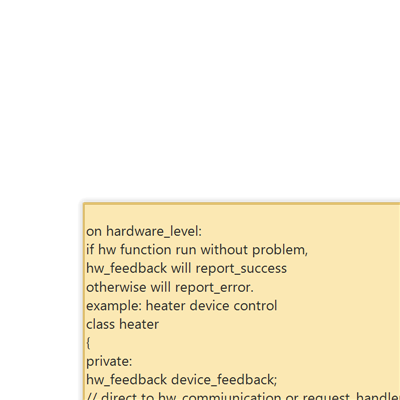 on hardware_level:
if hw function run without problem,
hw_feedback will report_success
otherwise will report_error.
example: heater device control
class heater
{
private:
hw_feedback device_feedback;
// direct to hw_commiunication or request_handle